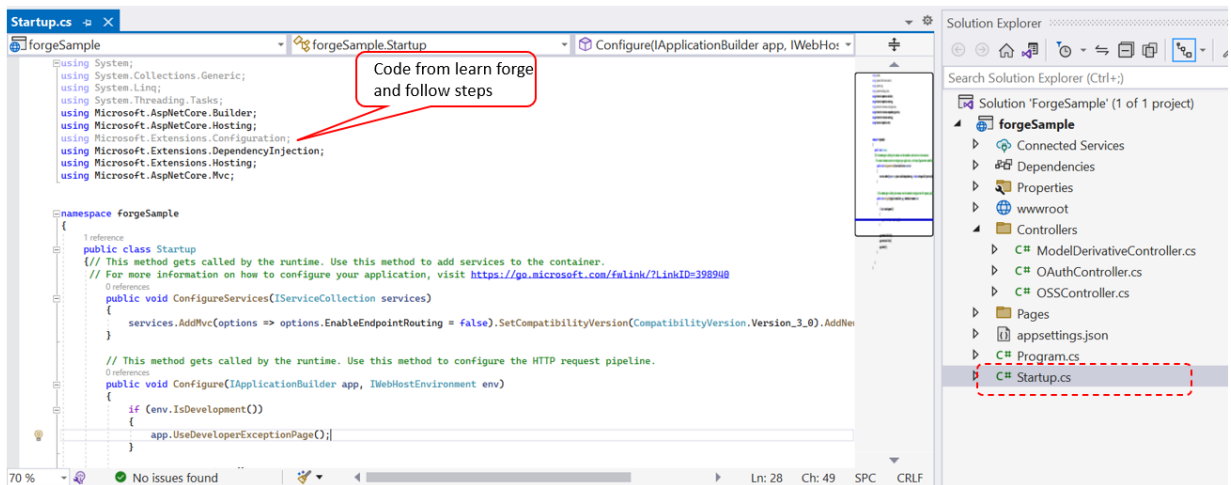 Startup.cs
forgeSample
forgeSample.Startup
Configure(IApplicationBuilder app, IWebHos
Code from learn forge
and follow steps
using System;
using System.Collections.Generic;
using System.Linq;
using System.Threading.Tasks;
using Microsoft.AspNetCore.Builder;
using Microsoft.AspNetCore.Hosting;
using Microsoft.Extensions.Configuration;
using Microsoft.Extensions.DependencyInjection;
using Microsoft.Extensions.Hosting;
using Microsoft.AspNetCore.Mvc;
namespace forgeSample
{
1 reference
public class Startup
{// This method gets called by the runtime. Use this method to add services to the container.
// For more information on how to configure your application, visit https://go.microsoft.com/fwlink/?LinkID=398940
0 references
public void ConfigureServices(IServiceCollection services)
{
services.AddMvc(options => options.EnableEndpointRouting = false).SetCompatibilityVersion(CompatibilityVersion.Version_3_0).AddNew
}
// This method gets called by the runtime. Use this method to configure the HTTP request pipeline.
0 references
public void Configure(IApplicationBuilder app, IWebHostEnvironment env)
{
if (env.IsDevelopment())
{
app.UseDeveloperExceptionPage();
}
70 %
No issues found
Ln: 28
Ch: 49
SPC
CRLF
Solution Explorer
Search Solution Explorer (Ctrl+;)
Solution 'ForgeSample' (1 of 1 project)
forgeSample
Connected Services
Dependencies
Properties
wwwroot
Controllers
C# ModelDerivativeController.cs
C# OAuthController.cs
C# OSSController.cs
Pages
appsettings.json
C# Program.cs
C# Startup.cs